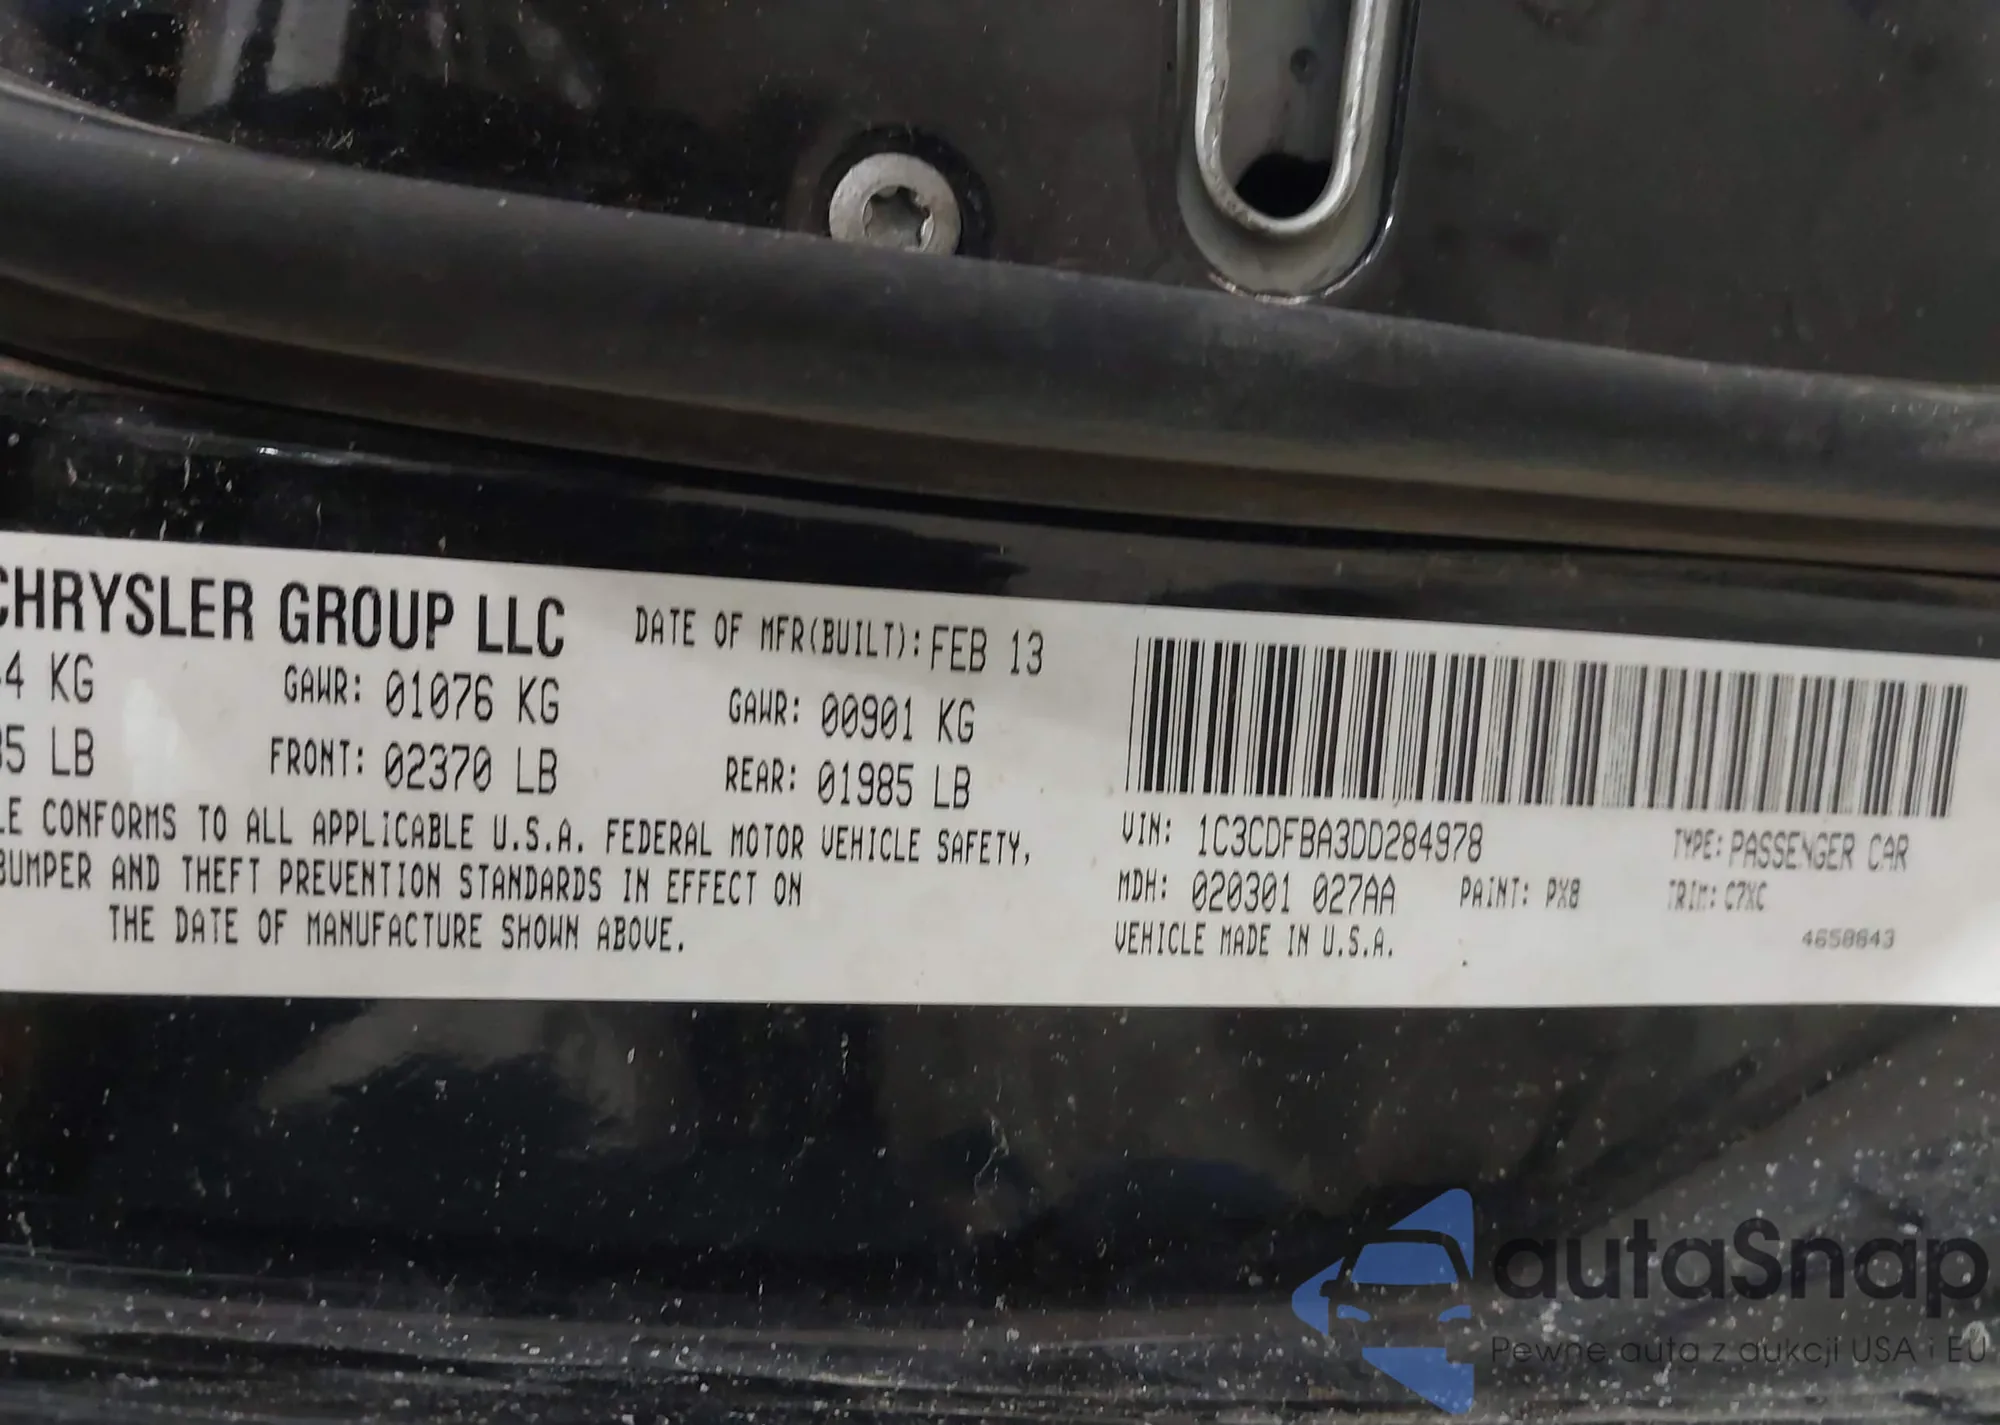 CHRYSLER GROUP LLC DATE OF MFR(BUILT): FEB 13
4 KG GAWR: 01076 KG GAWR: 00901 KG
35 LB FRONT: 02370 LB REAR: 01985 LB
LE CONFORMS TO ALL APPLICABLE U.S.A. FEDERAL MOTOR VEHICLE SAFETY,
BUMPER AND THEFT PREVENTION STANDARDS IN EFFECT ON
THE DATE OF MANUFACTURE SHOWN ABOVE.
VIN: 1C3CDFBA3DD284978 TYPE: PASSENGER CAR
MDH: 020301 027AA PAINT: PX8 TRIM: C7XC
VEHICLE MADE IN U.S.A. 4658643
autaSnap
Pewne auta z aukcji USA i EU